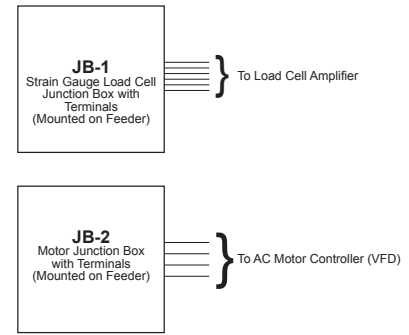 JB-1
Strain Gauge Load Cell
Junction Box with
Terminals
(Mounted on Feeder)
To Load Cell Amplifier
JB-2
Motor Junction Box
with Terminals
(Mounted on Feeder)
To AC Motor Controller (VFD)